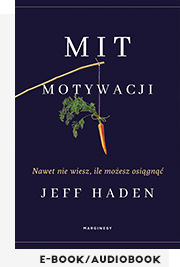 MIT
MOTYWACJI
Nawet nie wiesz, ile możesz osiągnąć
JEFF HADEN
MARGINESY
E-BOOK/AUDIOBOOK